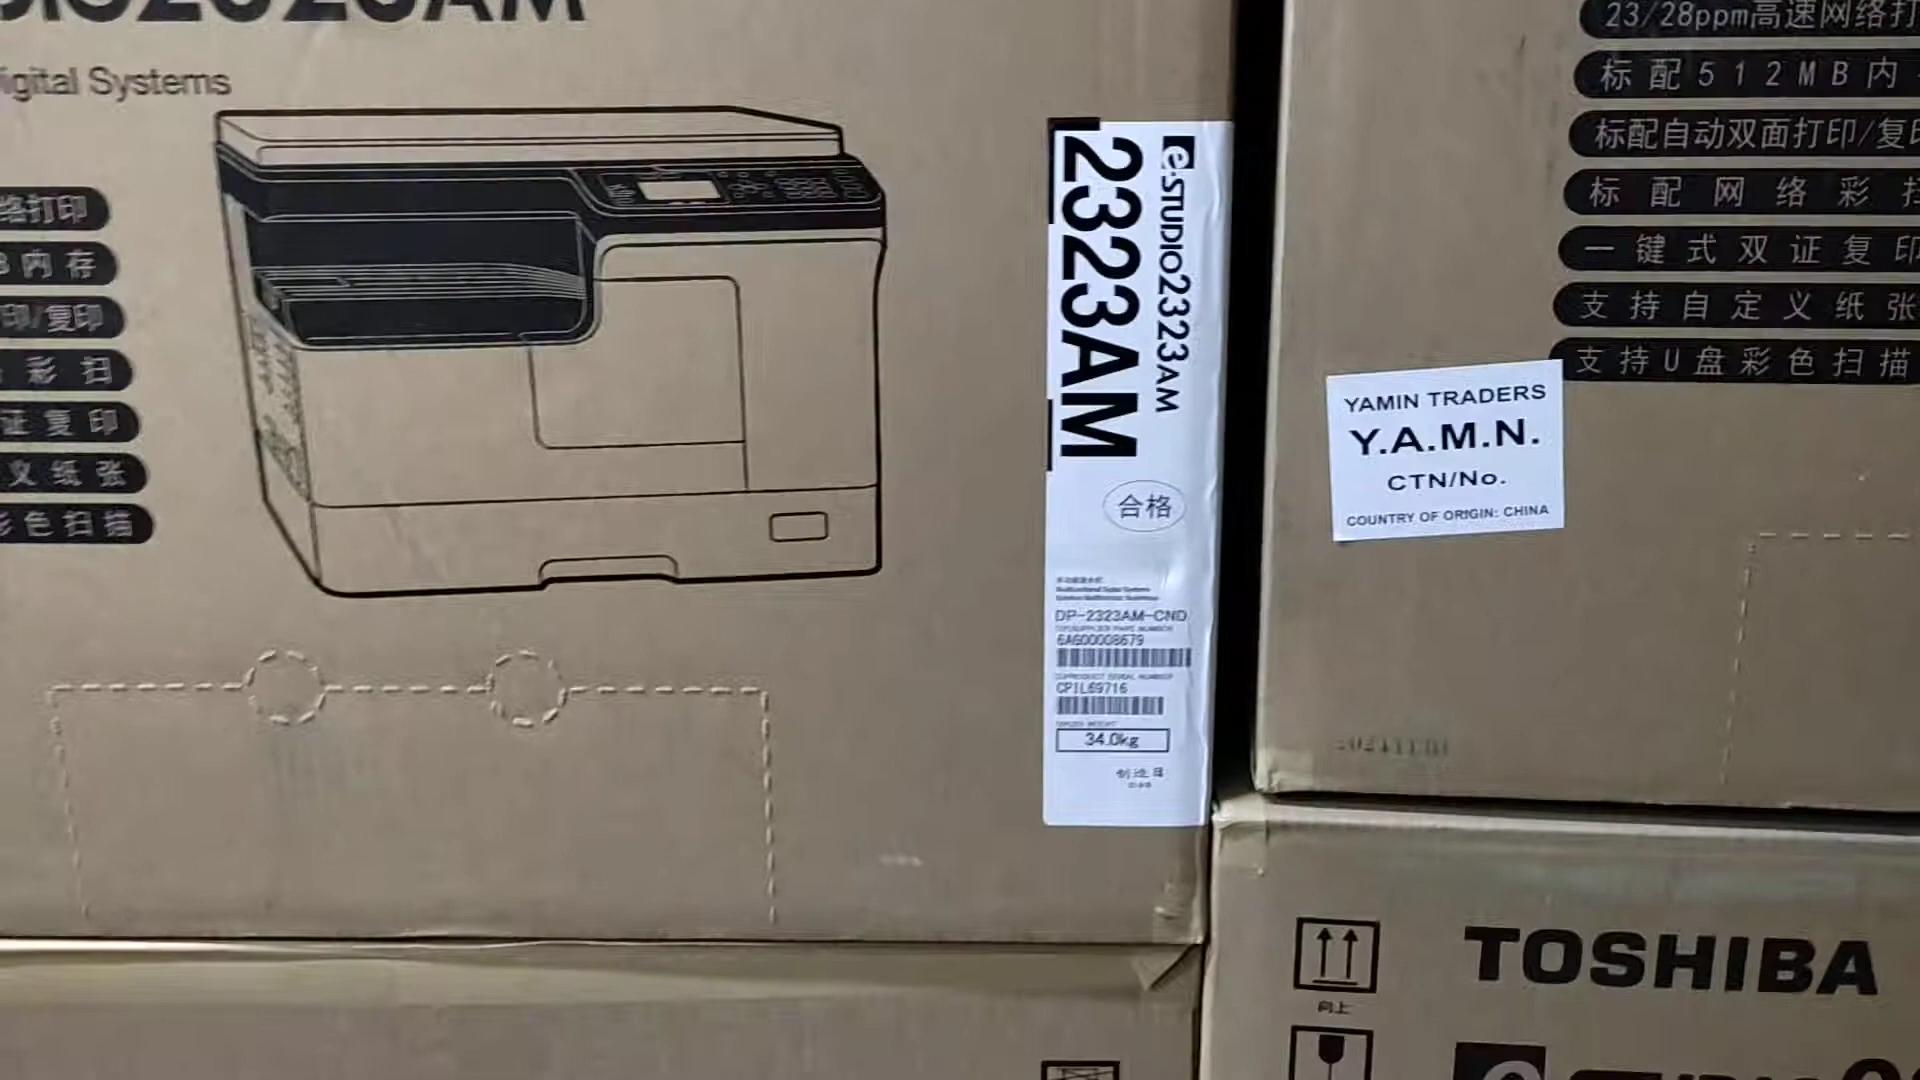 Digital Systems
络打印
内存
印/复印
彩扫
证复印
义纸张
色扫描
e-STUDIO2323AM
2323AM
合格
DP-2323AM-CND
6AG00008679
CPIL69716
34.0kg
制造日
23/28ppm高速网络打
标配512MB内
标配自动双面打印/复印
标配网络彩扫
一键式双证复印
支持自定义纸张
支持U盘彩色扫描
YAMIN TRADERS
Y.A.M.N.
CTN/No.
COUNTRY OF ORIGIN: CHINA
向上
TOSHIBA